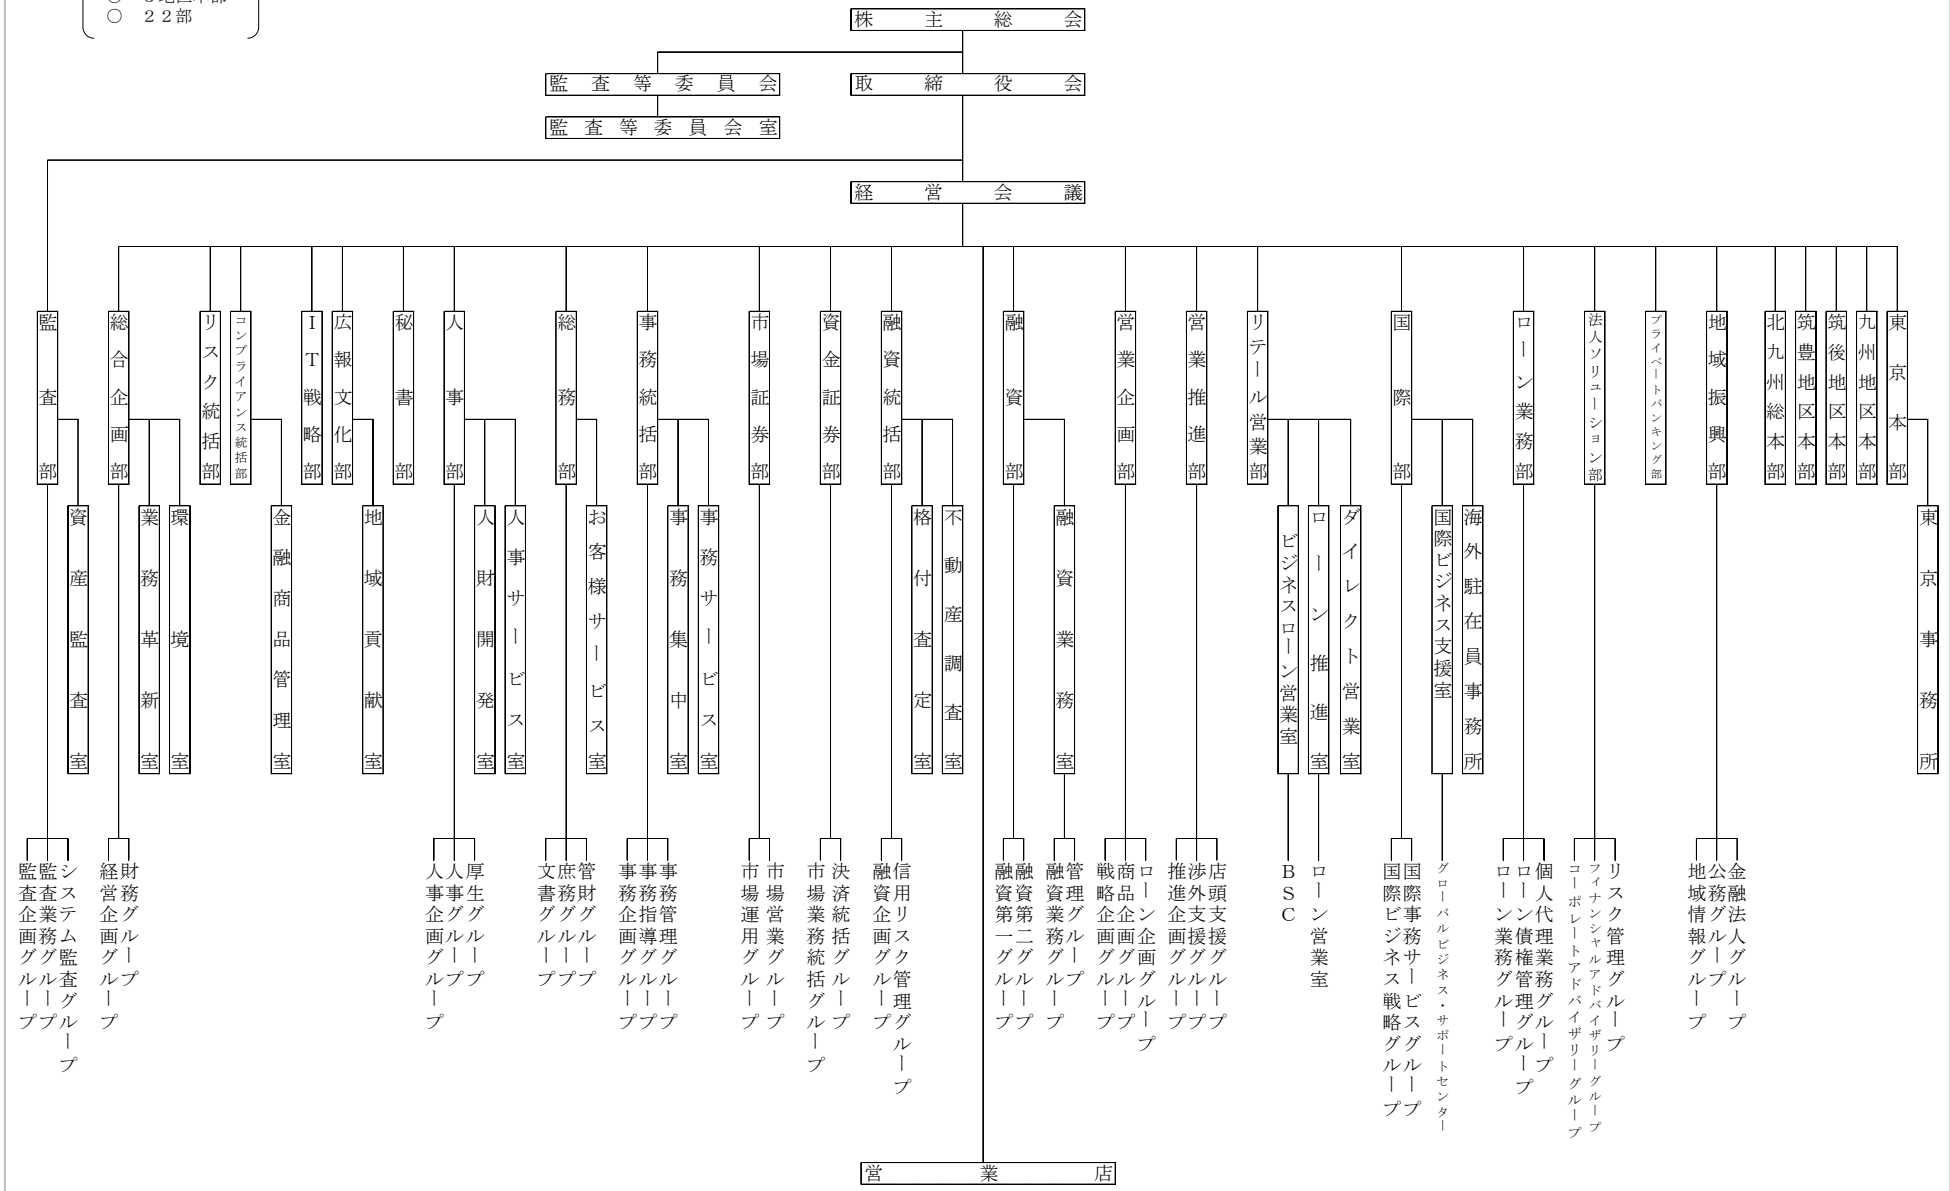 ○　２２部
株主総会
監査等委員会
取締役会
監査等委員会室
経営会議
監査部
総合企画部
リスク統括部
コンプライアンス統括部
ＩＴ戦略部
広報文化部
秘書部
人事部
総務部
事務統括部
市場証券部
資金証券部
融資統括部
融資部
営業企画部
営業推進部
リテール営業部
国際部
ローン業務部
法人ソリューション部
プライベートバンキング部
地域振興部
北九州総本部
筑豊地区本部
筑後地区本部
九州地区本部
東京本部
資産監査室
業務革新室
環境室
金融商品管理室
地域貢献室
人財開発室
人事サービス室
お客様サービス室
事務集中室
事務サービス室
格付査定室
不動産調査室
融資業務室
ビジネスローン営業室
ローン推進室
ダイレクト営業室
国際ビジネス支援室
海外駐在員事務所
東京事務所
監査企画グループ
監査業務グループ
システム監査グループ
経営企画グループ
財務グループ
人事企画グループ
人事グループ
厚生グループ
文書グループ
庶務グループ
管財グループ
事務企画グループ
事務指導グループ
事務管理グループ
市場運用グループ
市場営業グループ
市場業務統括グループ
決済統括グループ
融資企画グループ
信用リスク管理グループ
融資第一グループ
融資第二グループ
融資業務グループ
管理グループ
戦略企画グループ
商品企画グループ
ローン企画グループ
推進企画グループ
渉外支援グループ
店頭支援グループ
ＢＳＣ
ローン営業室
国際ビジネス戦略グループ
国際事務サービスグループ
グローバルビジネス・サポートセンター
ローン業務グループ
ローン債権管理グループ
個人代理業務グループ
コーポレートアドバイザリーグループ
フィナンシャルアドバイザリーグループ
リスク管理グループ
地域情報グループ
公務グループ
金融法人グループ
営業店